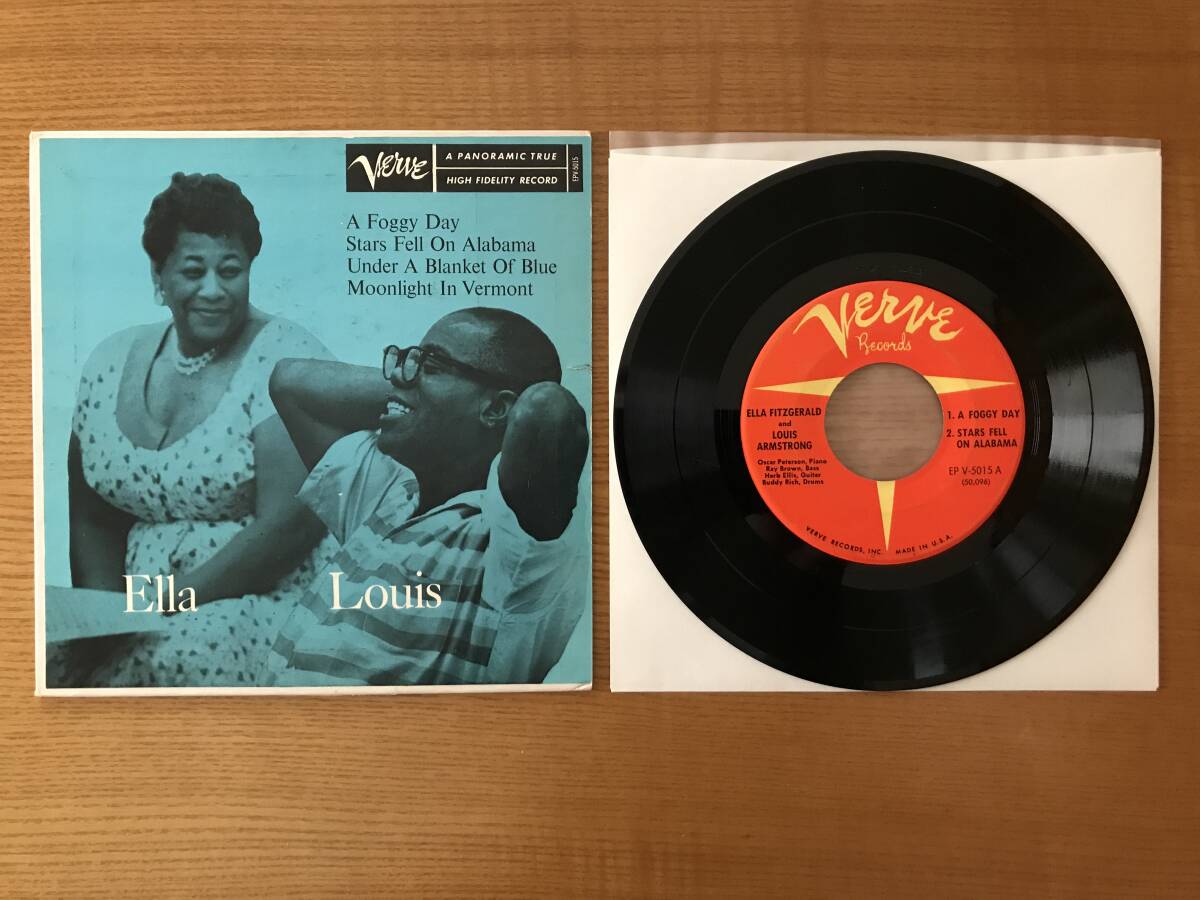 Verve
A PANORAMIC TRUE
HIGH FIDELITY RECORD
EPV-5015
A Foggy Day
Stars Fell On Alabama
Under A Blanket Of Blue
Moonlight In Vermont
Ella Louis
Verve
Records
ELLA FITZGERALD
and
LOUIS
ARMSTRONG
Oscar Peterson, Piano
Ray Brown, Bass
Herb Ellis, Guitar
Buddy Rich, Drums
1. A FOGGY DAY
2. STARS FELL
ON ALABAMA
EP V-5015 A
(50,096)
VERVE RECORDS, INC. MADE IN U.S.A.